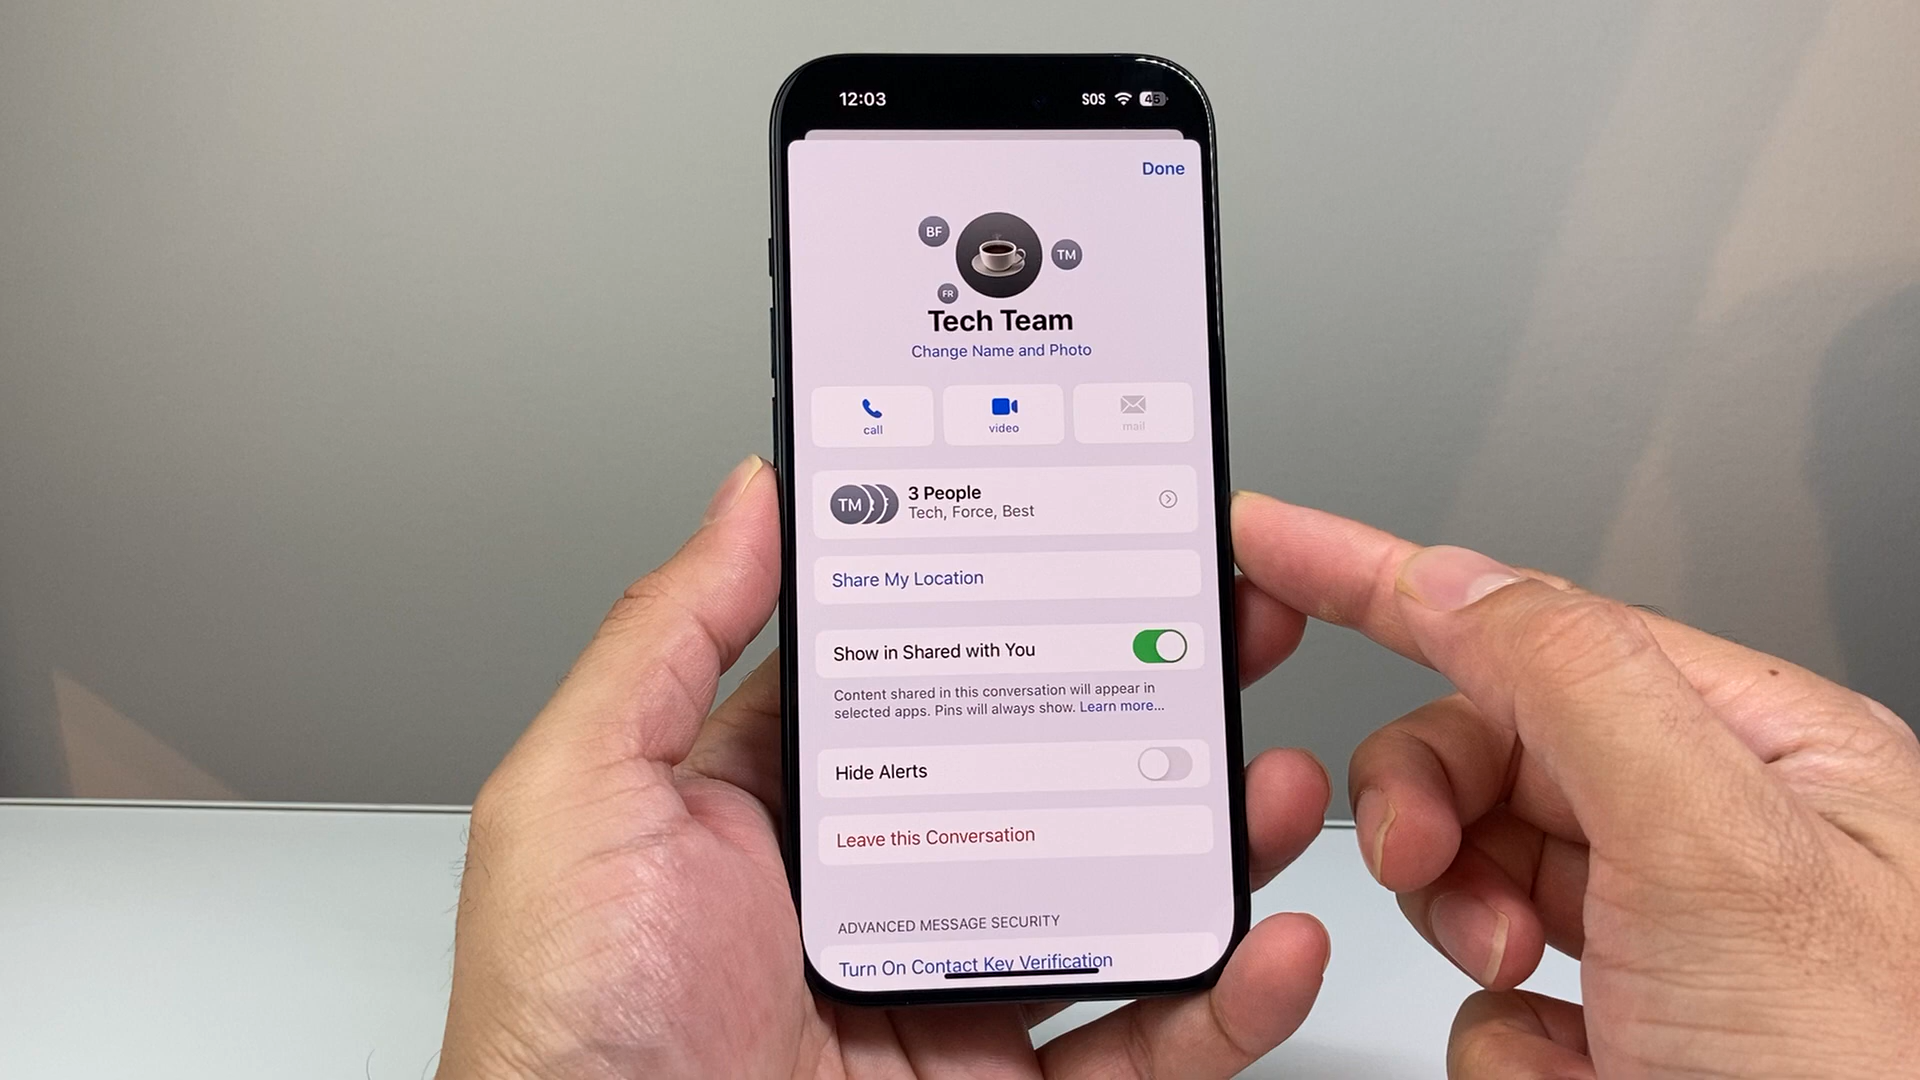 12:03 SOS 45
Done
BF
TM
FR
Tech Team
Change Name and Photo
call video mail
TM
3 People
Tech, Force, Best
Share My Location
Show in Shared with You
Content shared in this conversation will appear in
selected apps. Pins will always show. Learn more...
Hide Alerts
Leave this Conversation
ADVANCED MESSAGE SECURITY
Turn On Contact Key Verification